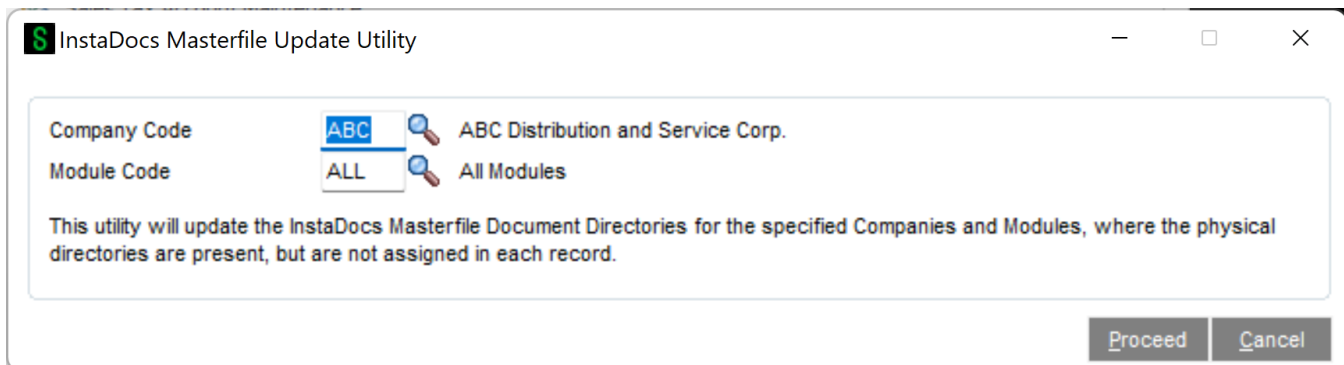 InstaDocs Masterfile Update Utility
Company Code ABC ABC Distribution and Service Corp.
Module Code ALL All Modules
This utility will update the InstaDocs Masterfile Document Directories for the specified Companies and Modules, where the physical
directories are present, but are not assigned in each record.
Proceed Cancel